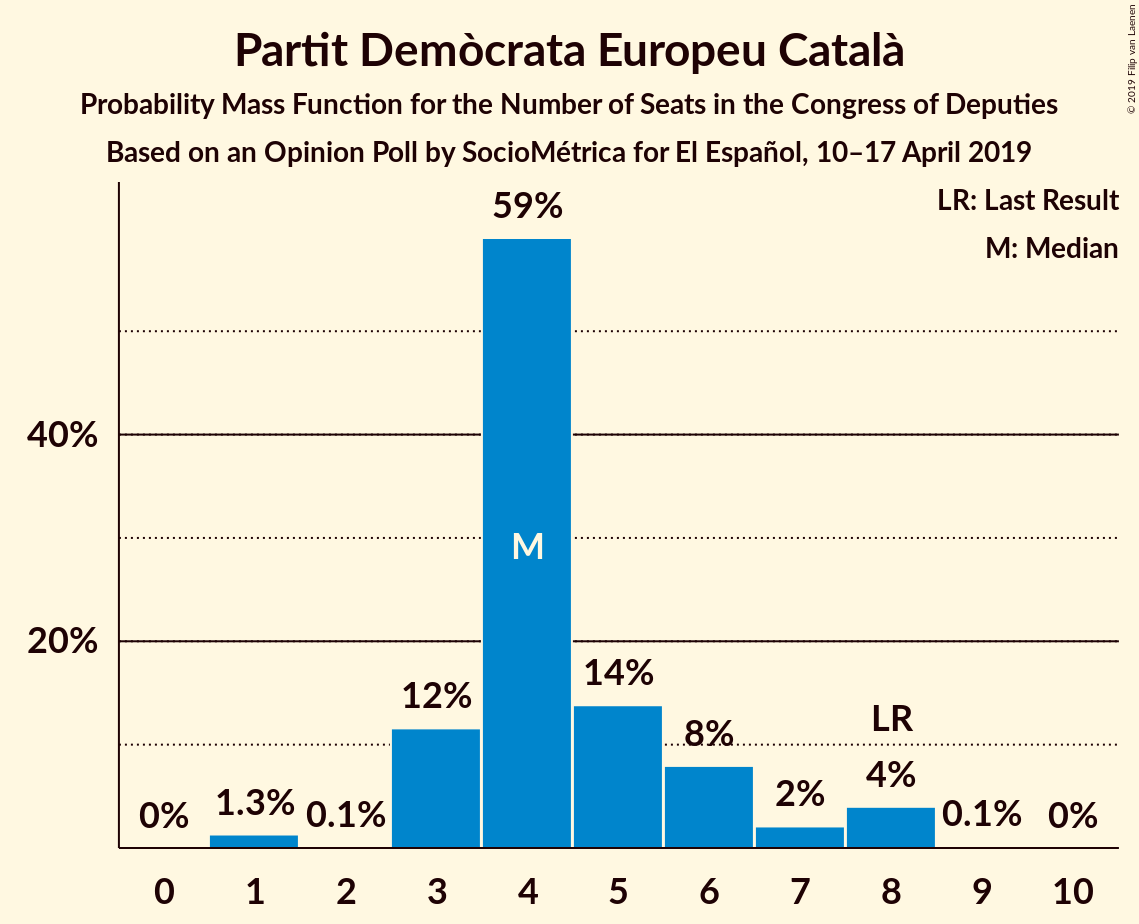 Partit Demòcrata Europeu Català
Probability Mass Function for the Number of Seats in the Congress of Deputies
Based on an Opinion Poll by SocioMétrica for El Español, 10–17 April 2019
© 2019 Filip van Laenen
LR: Last Result
M: Median
59%
40%
M
20%
14%
12%
LR
8%
4%
2%
1.3%
0%
0.1%
0.1%
0%
0 1 2 3 4 5 6 7 8 9 10